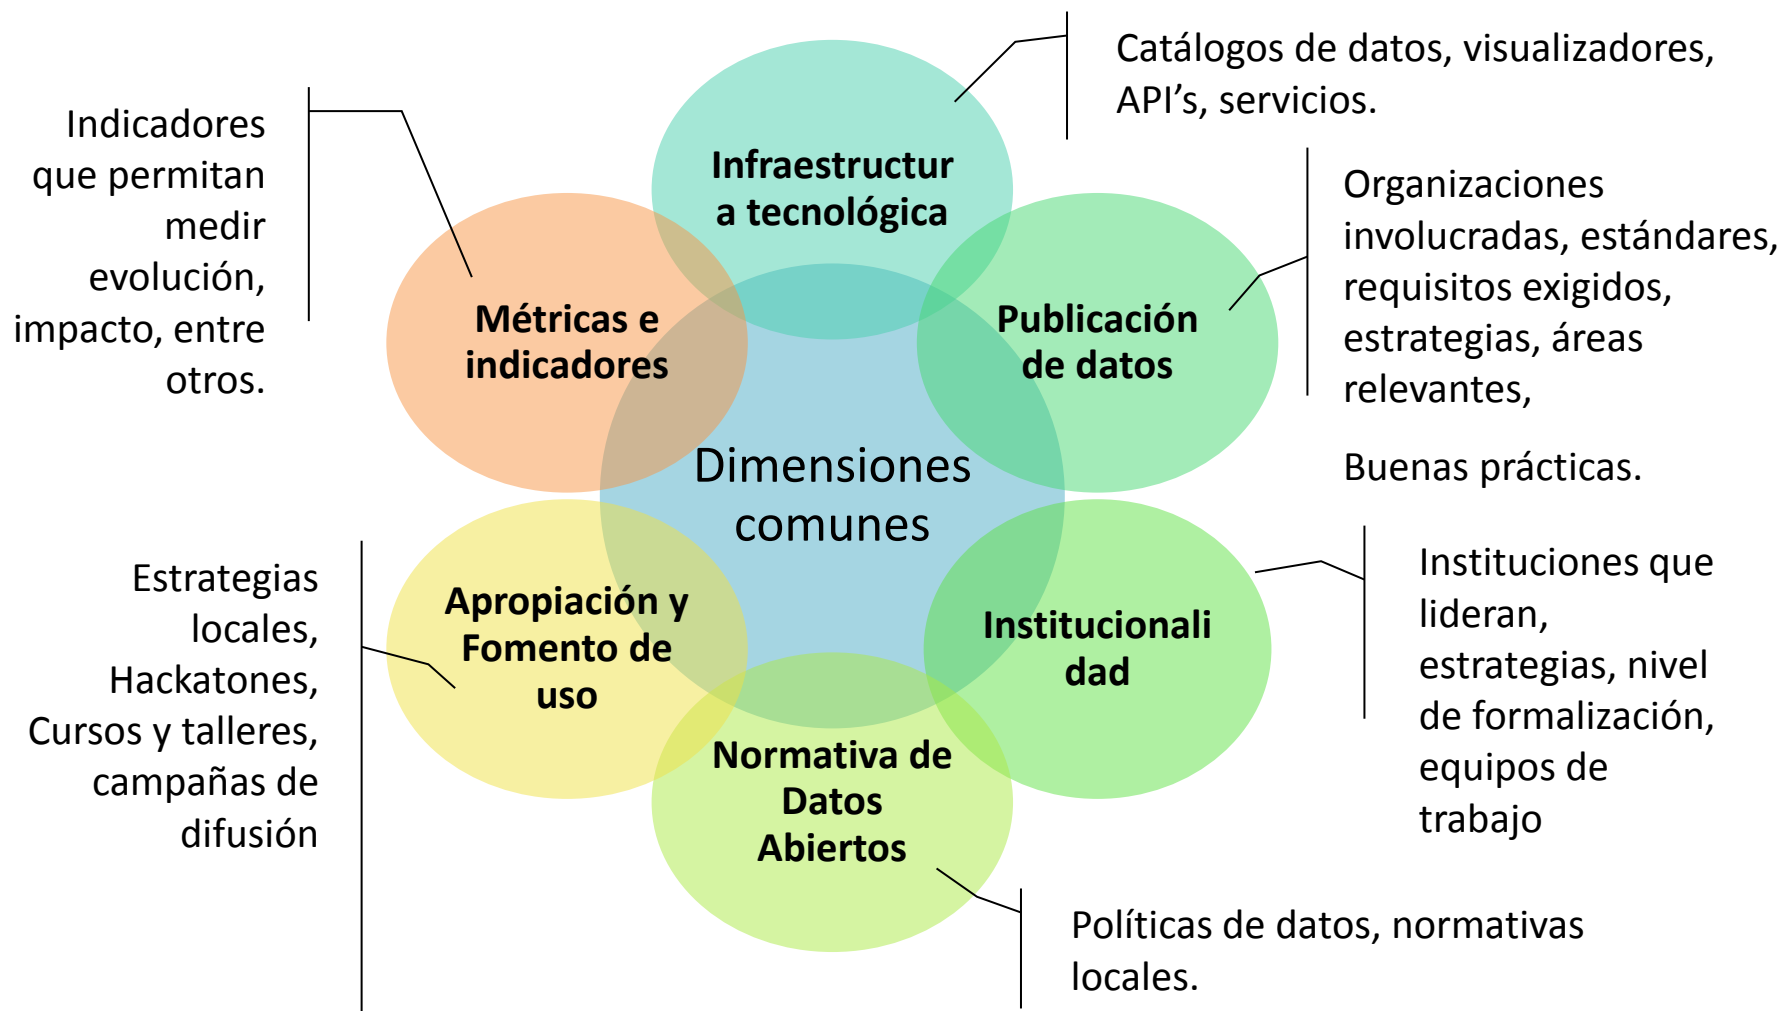 Catálogos de datos, visualizadores,
API’s, servicios.
Indicadores
que permitan
medir
evolución,
impacto, entre
otros.
Infraestructur
a tecnológica
Organizaciones
involucradas, estándares,
requisitos exigidos,
estrategias, áreas
relevantes,
Buenas prácticas.
Métricas e
indicadores
Publicación
de datos
Dimensiones
comunes
Estrategias
locales,
Hackatones,
Cursos y talleres,
campañas de
difusión
Apropiación y
Fomento de
uso
Institucionali
dad
Instituciones que
lideran,
estrategias, nivel
de formalización,
equipos de
trabajo
Normativa de
Datos
Abiertos
Políticas de datos, normativas
locales.